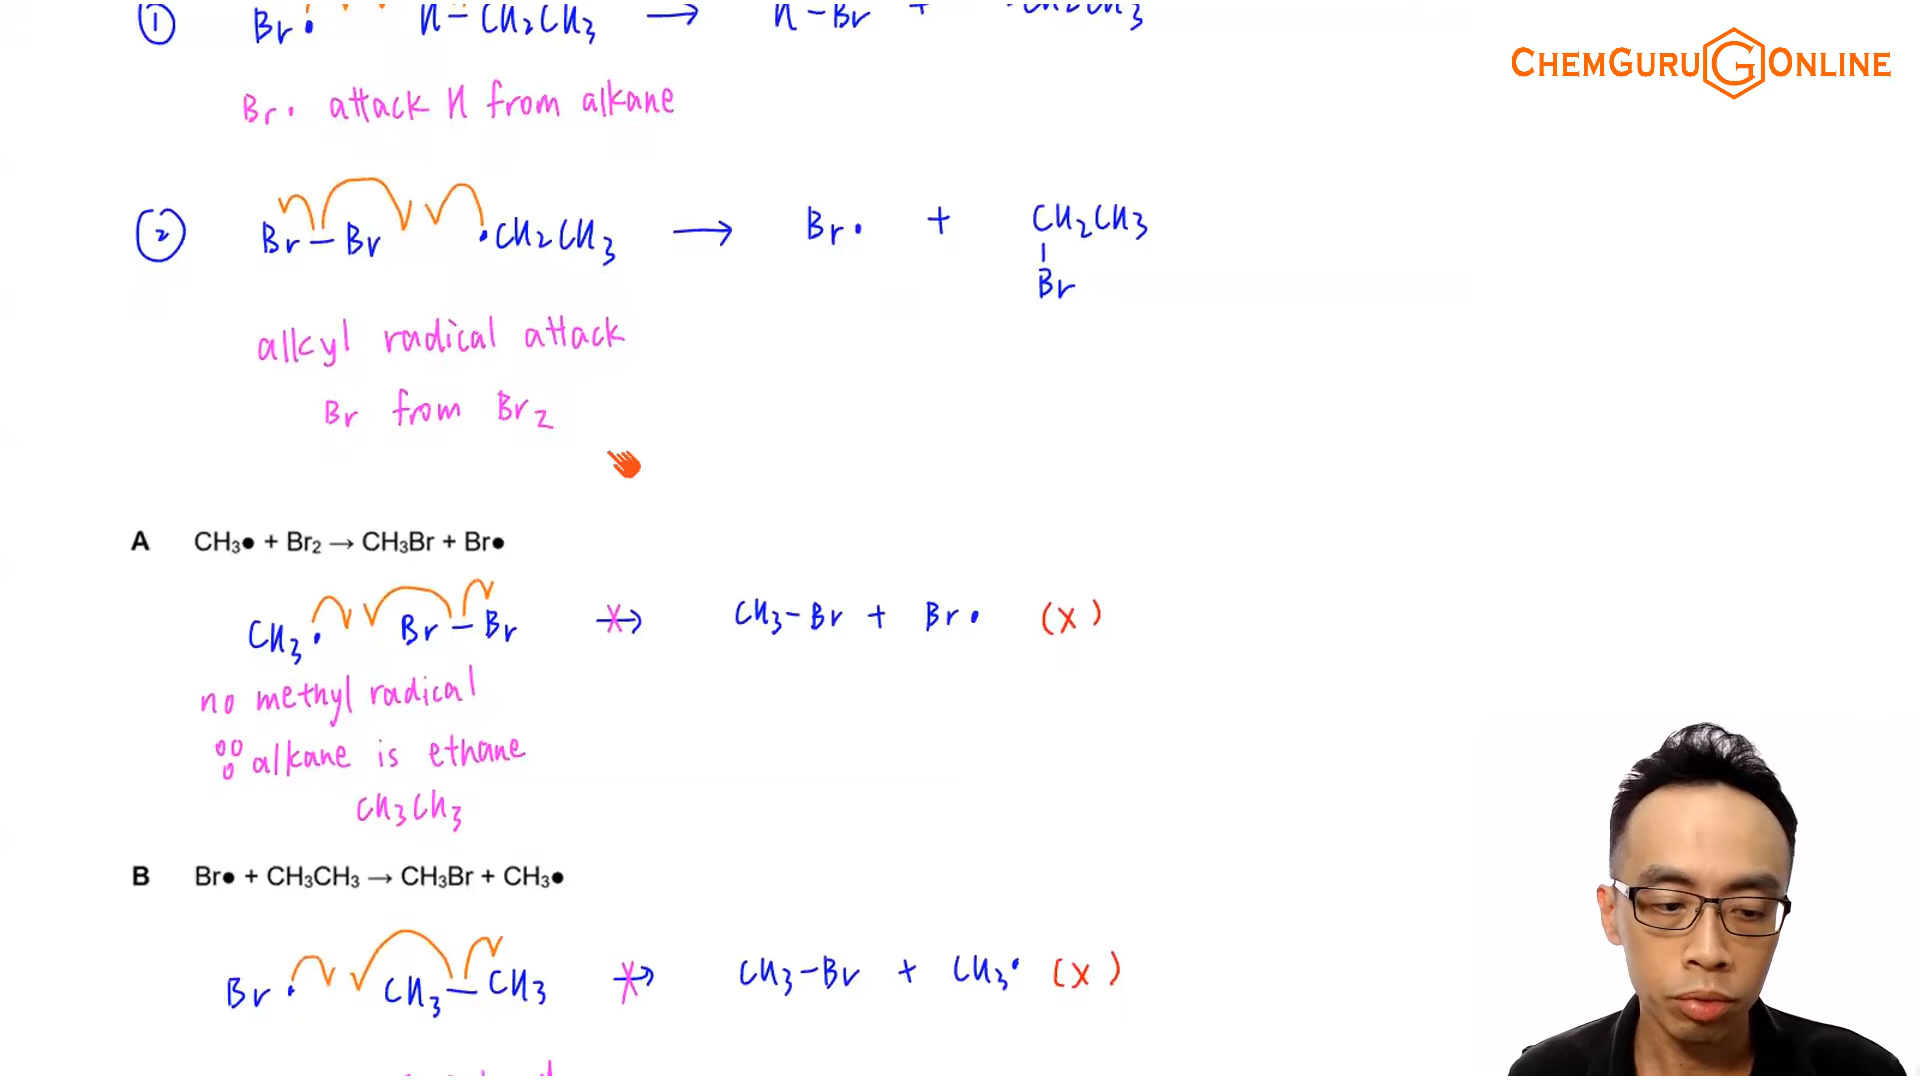 ① Br• H−CH2CH3 → H−Br + •CH2CH3
CHEMGURU G ONLINE
Br• attack H from alkane
② Br−Br •CH2CH3 → Br• + CH2CH3
Br
alkyl radical attack
Br from Br2
A CH3● + Br2 → CH3Br + Br●
CH3• Br−Br → CH3−Br + Br• (x)
no methyl radical
∵ alkane is ethane
CH3CH3
B Br● + CH3CH3 → CH3Br + CH3●
Br• CH3−CH3 → CH3−Br + CH3• (x)